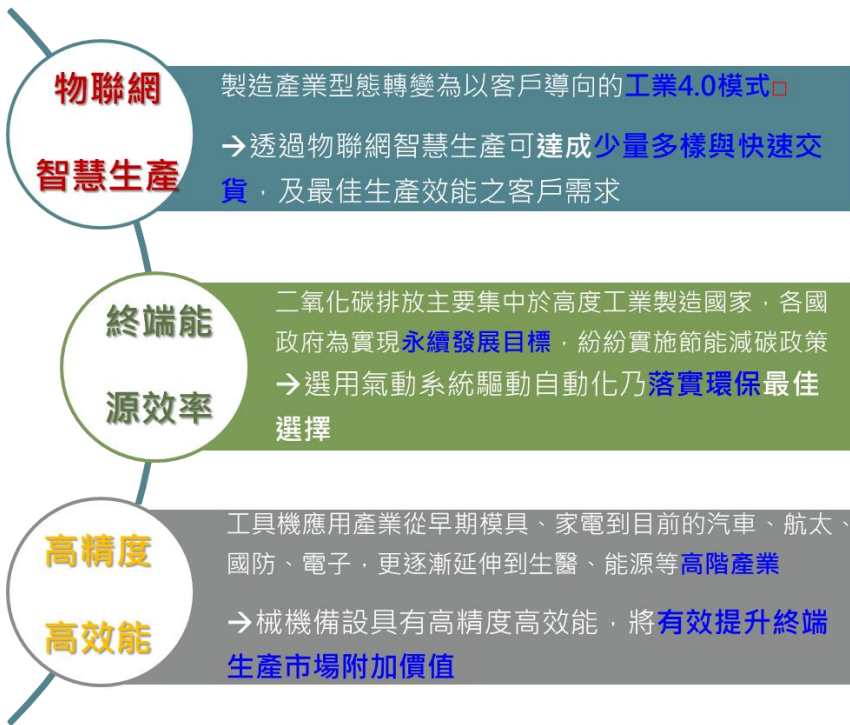 物聯網
智慧生產
製造產業型態轉變為以客戶導向的工業4.0模式□
→透過物聯網智慧生產可達成少量多樣與快速交
貨，及最佳生產效能之客戶需求
終端能
源效率
二氧化碳排放主要集中於高度工業製造國家，各國
政府為實現永續發展目標，紛紛實施節能減碳政策
→選用氣動系統驅動自動化乃落實環保最佳
選擇
高精度
高效能
工具機應用產業從早期模具、家電到目前的汽車、航太、
國防、電子，更逐漸延伸到生醫、能源等高階產業
→械機備設具有高精度高效能，將有效提升終端
生產市場附加價值